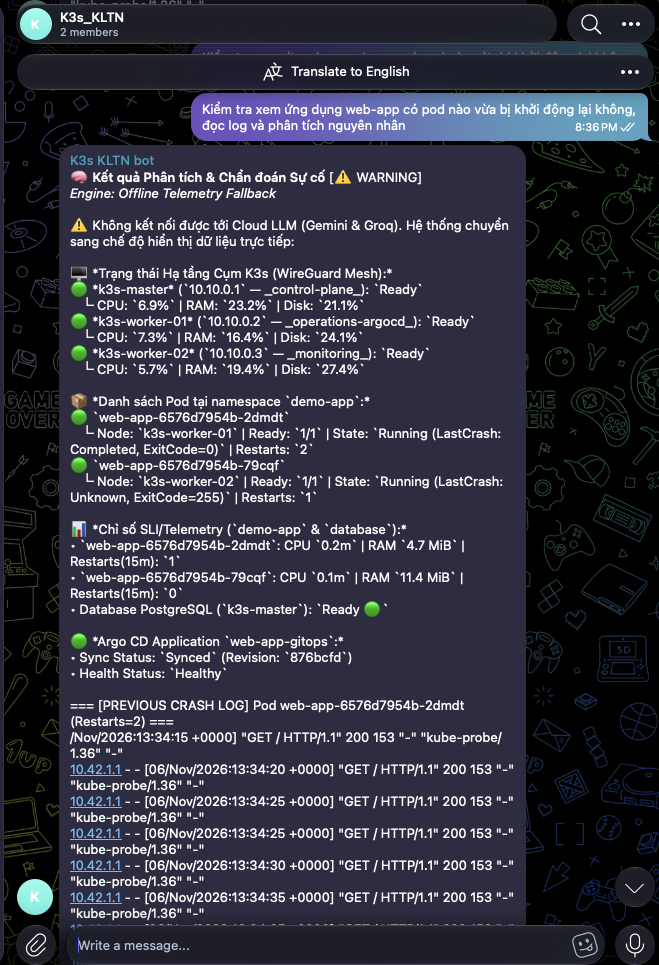 K3s_KLTN
2 members
Translate to English
Kiểm tra xem ứng dụng web-app có pod nào vừa bị khởi động lại không,
đọc log và phân tích nguyên nhân
8:36 PM
K3s KLTN bot
🧠 Kết quả Phân tích & Chẩn đoán Sự cố [⚠️ WARNING]
Engine: Offline Telemetry Fallback
⚠️ Không kết nối được tới Cloud LLM (Gemini & Groq). Hệ thống chuyển
sang chế độ hiển thị dữ liệu trực tiếp:
🖥️ *Trạng thái Hạ tầng Cụm K3s (WireGuard Mesh):*
🟢 *k3s-master* (`10.10.0.1` — _control-plane_): `Ready`
└ CPU: `6.9%` | RAM: `23.2%` | Disk: `21.1%`
🟢 *k3s-worker-01* (`10.10.0.2` — _operations-argocd_): `Ready`
└ CPU: `7.3%` | RAM: `16.4%` | Disk: `24.1%`
🟢 *k3s-worker-02* (`10.10.0.3` — _monitoring_): `Ready`
└ CPU: `5.7%` | RAM: `19.4%` | Disk: `27.4%`
📦 *Danh sách Pod tại namespace `demo-app`:*
🟢 `web-app-6576d7954b-2dmdt`
└ Node: `k3s-worker-01` | Ready: `1/1` | State: `Running (LastCrash:
Completed, ExitCode=0)` | Restarts: `2`
🟢 `web-app-6576d7954b-79cqf`
└ Node: `k3s-worker-02` | Ready: `1/1` | State: `Running (LastCrash:
Unknown, ExitCode=255)` | Restarts: `1`
📊 *Chỉ số SLI/Telemetry (`demo-app` & `database`):*
• `web-app-6576d7954b-2dmdt`: CPU `0.2m` | RAM `4.7 MiB` |
Restarts(15m): `1`
• `web-app-6576d7954b-79cqf`: CPU `0.1m` | RAM `11.4 MiB` |
Restarts(15m): `0`
• Database PostgreSQL (`k3s-master`): `Ready 🟢 `
🟢 *Argo CD Application `web-app-gitops`:*
• Sync Status: `Synced` (Revision: `876bcfd`)
• Health Status: `Healthy`
=== [PREVIOUS CRASH LOG] Pod web-app-6576d7954b-2dmdt
(Restarts=2) ===
/Nov/2026:13:34:15 +0000] "GET / HTTP/1.1" 200 153 "-" "kube-probe/
1.36" "-"
10.42.1.1 - - [06/Nov/2026:13:34:20 +0000] "GET / HTTP/1.1" 200 153 "-"
"kube-probe/1.36" "-"
10.42.1.1 - - [06/Nov/2026:13:34:25 +0000] "GET / HTTP/1.1" 200 153 "-"
"kube-probe/1.36" "-"
10.42.1.1 - - [06/Nov/2026:13:34:25 +0000] "GET / HTTP/1.1" 200 153 "-"
"kube-probe/1.36" "-"
10.42.1.1 - - [06/Nov/2026:13:34:30 +0000] "GET / HTTP/1.1" 200 153 "-"
"kube-probe/1.36" "-"
10.42.1.1 - - [06/Nov/2026:13:34:35 +0000] "GET / HTTP/1.1" 200 153 "-"
"kube-probe/1.36" "-"
K
Write a message...